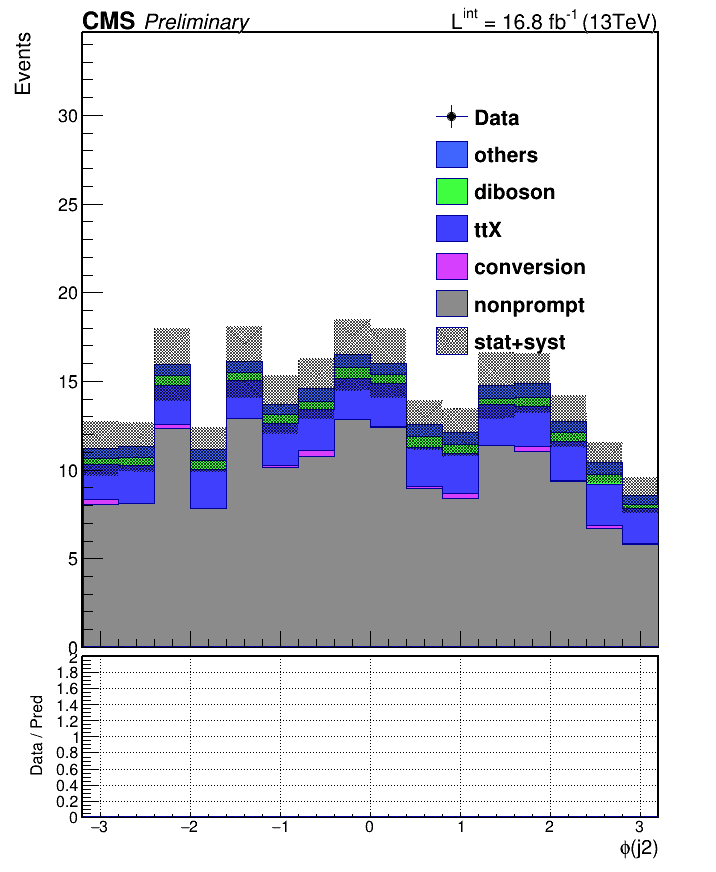 CMS Preliminary L^int = 16.8 fb^-1 (13TeV)
Events
30
25
20
15
10
5
0
Data
others
diboson
ttX
conversion
nonprompt
stat+syst
Data / Pred
2
1.8
1.6
1.4
1.2
1
0.8
0.6
0.4
0.2
0
−3 −2 −1 0 1 2 3
ϕ(j2)